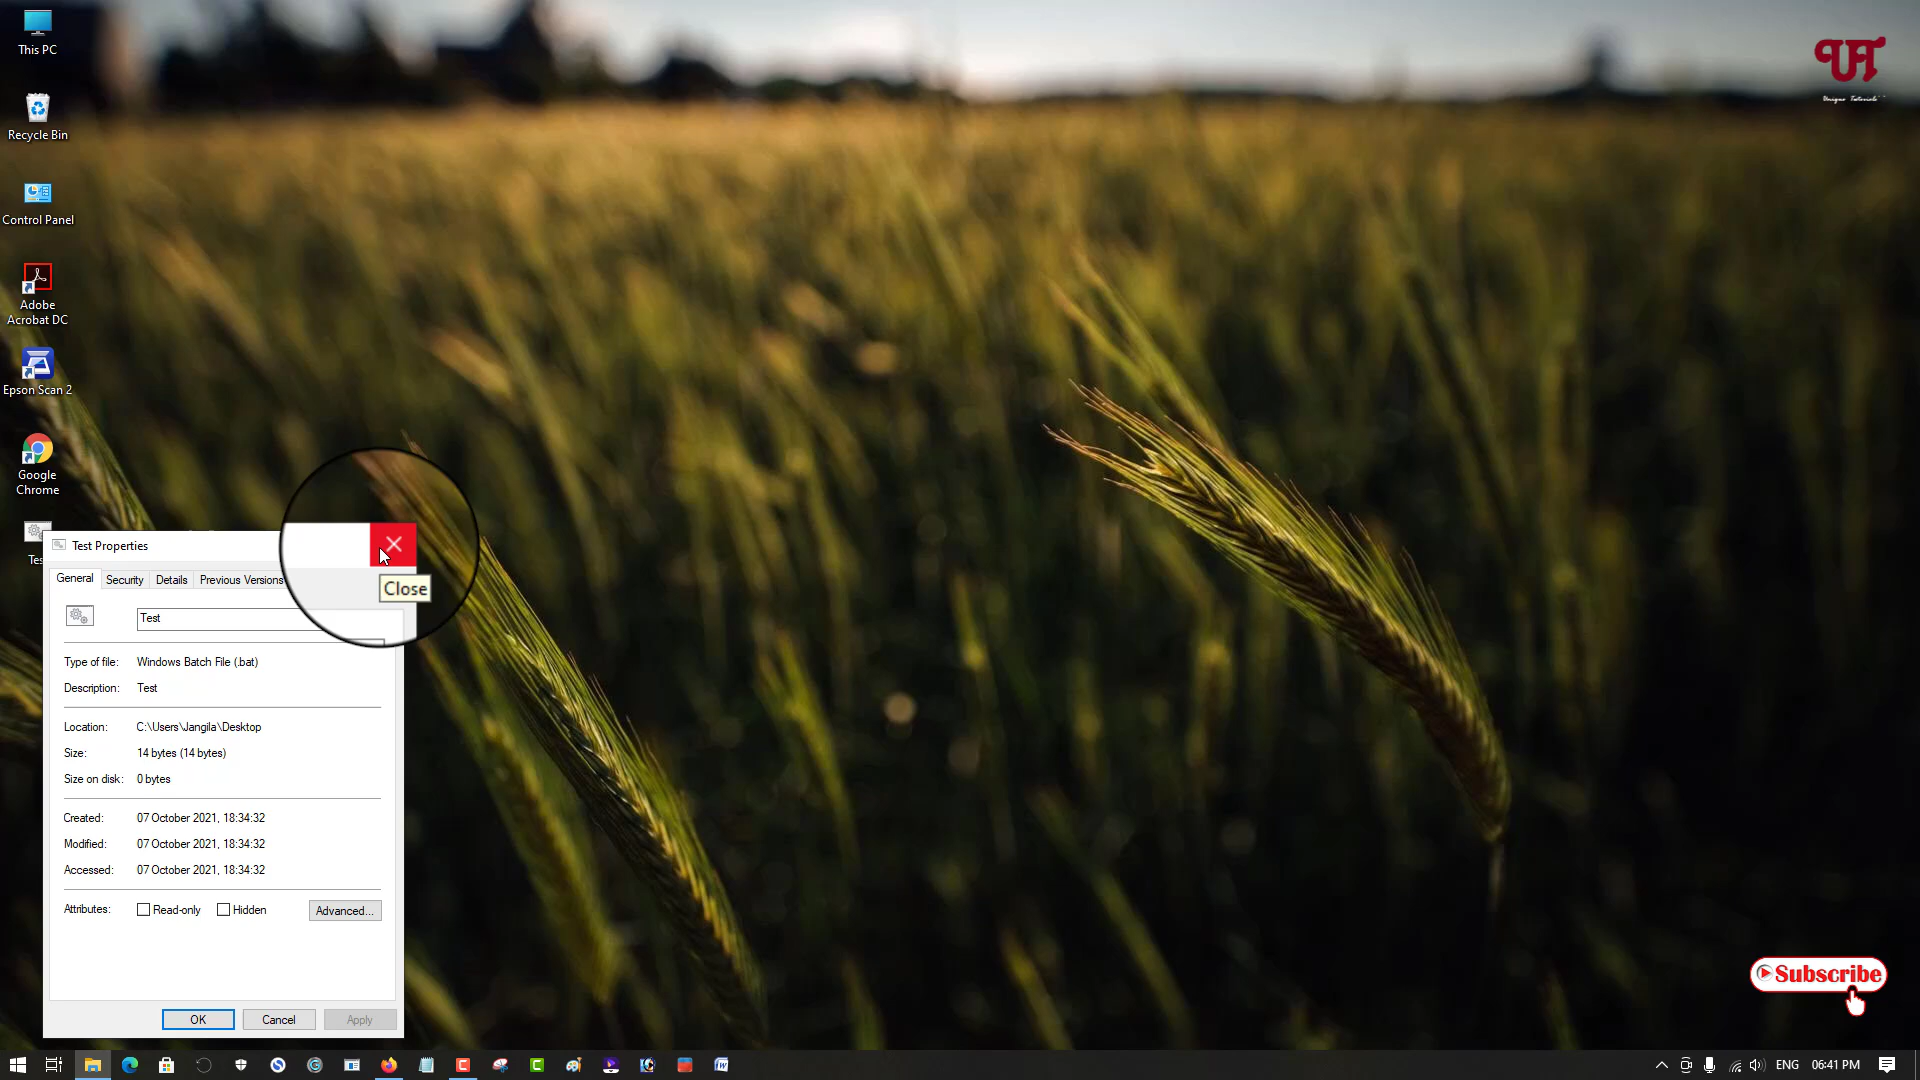 This PC
Recycle Bin
Control Panel
Adobe
Acrobat DC
Epson Scan 2
Google
Chrome
Tes
UA
Unique Tutorials
Test Properties
Close
General
Security
Details
Previous Versions
Test
Type of file: Windows Batch File (.bat)
Description: Test
Location: C:\Users\Jangila\Desktop
Size: 14 bytes (14 bytes)
Size on disk: 0 bytes
Created: 07 October 2021, 18:34:32
Modified: 07 October 2021, 18:34:32
Accessed: 07 October 2021, 18:34:32
Attributes: Read-only Hidden Advanced...
OK Cancel Apply
Subscribe
ENG 06:41 PM